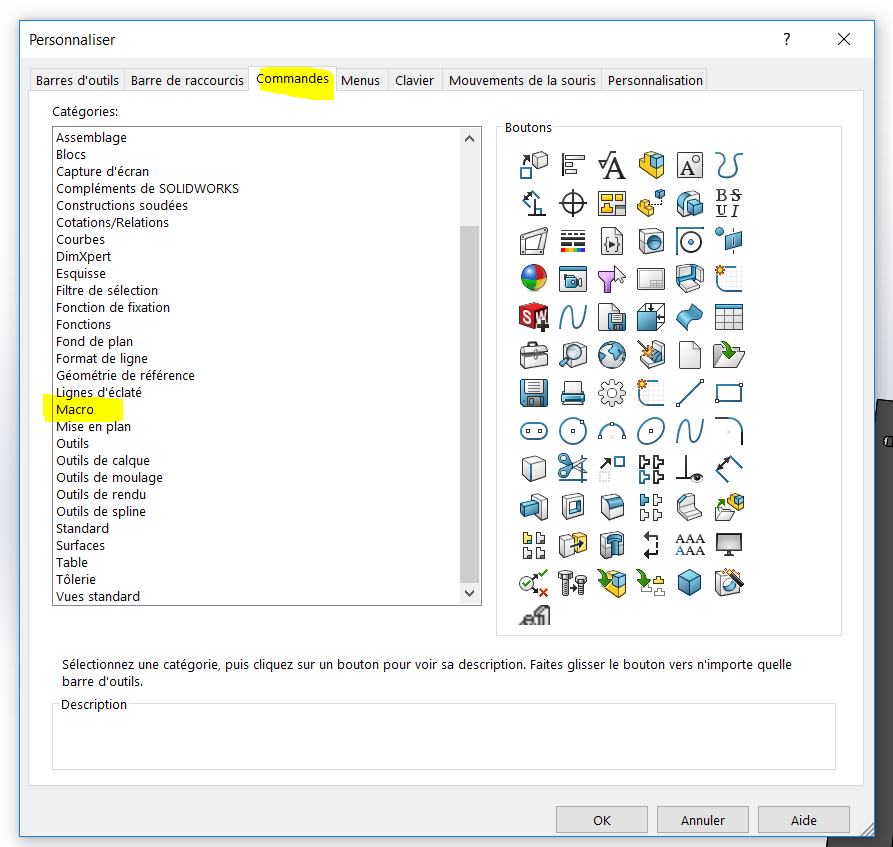 Personnaliser
?
Barres d'outils
Barre de raccourcis
Commandes
Menus
Clavier
Mouvements de la souris
Personnalisation
Catégories:
Assemblage
Blocs
Capture d'écran
Compléments de SOLIDWORKS
Constructions soudées
Cotations/Relations
Courbes
DimXpert
Esquisse
Filtre de sélection
Fonction de fixation
Fonctions
Fond de plan
Format de ligne
Géométrie de référence
Lignes d'éclaté
Macro
Mise en plan
Outils
Outils de calque
Outils de moulage
Outils de rendu
Outils de spline
Standard
Surfaces
Table
Tôlerie
Vues standard
Boutons
A
A
B S
U I
SW
AAA
AAA
Sélectionnez une catégorie, puis cliquez sur un bouton pour voir sa description. Faites glisser le bouton vers n'importe quelle
barre d'outils.
Description
OK
Annuler
Aide